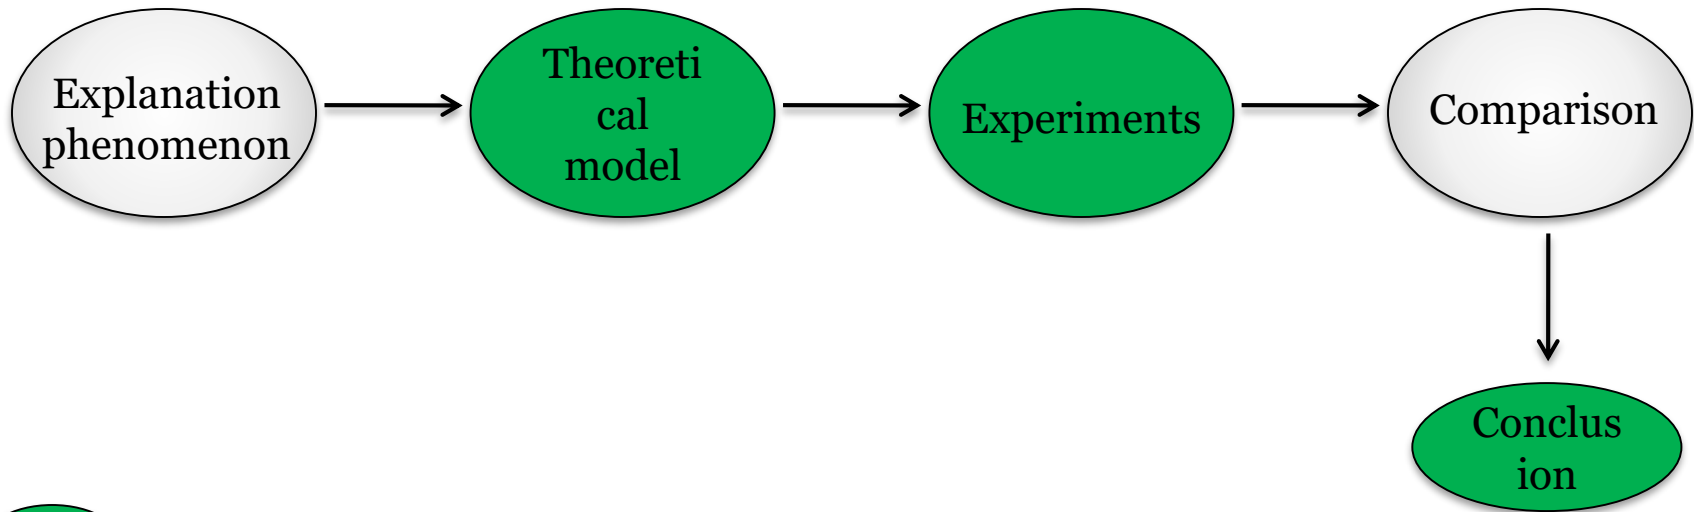 Explanation
phenomenon
Theoreti
cal
model
Experiments
Comparison
Conclus
ion